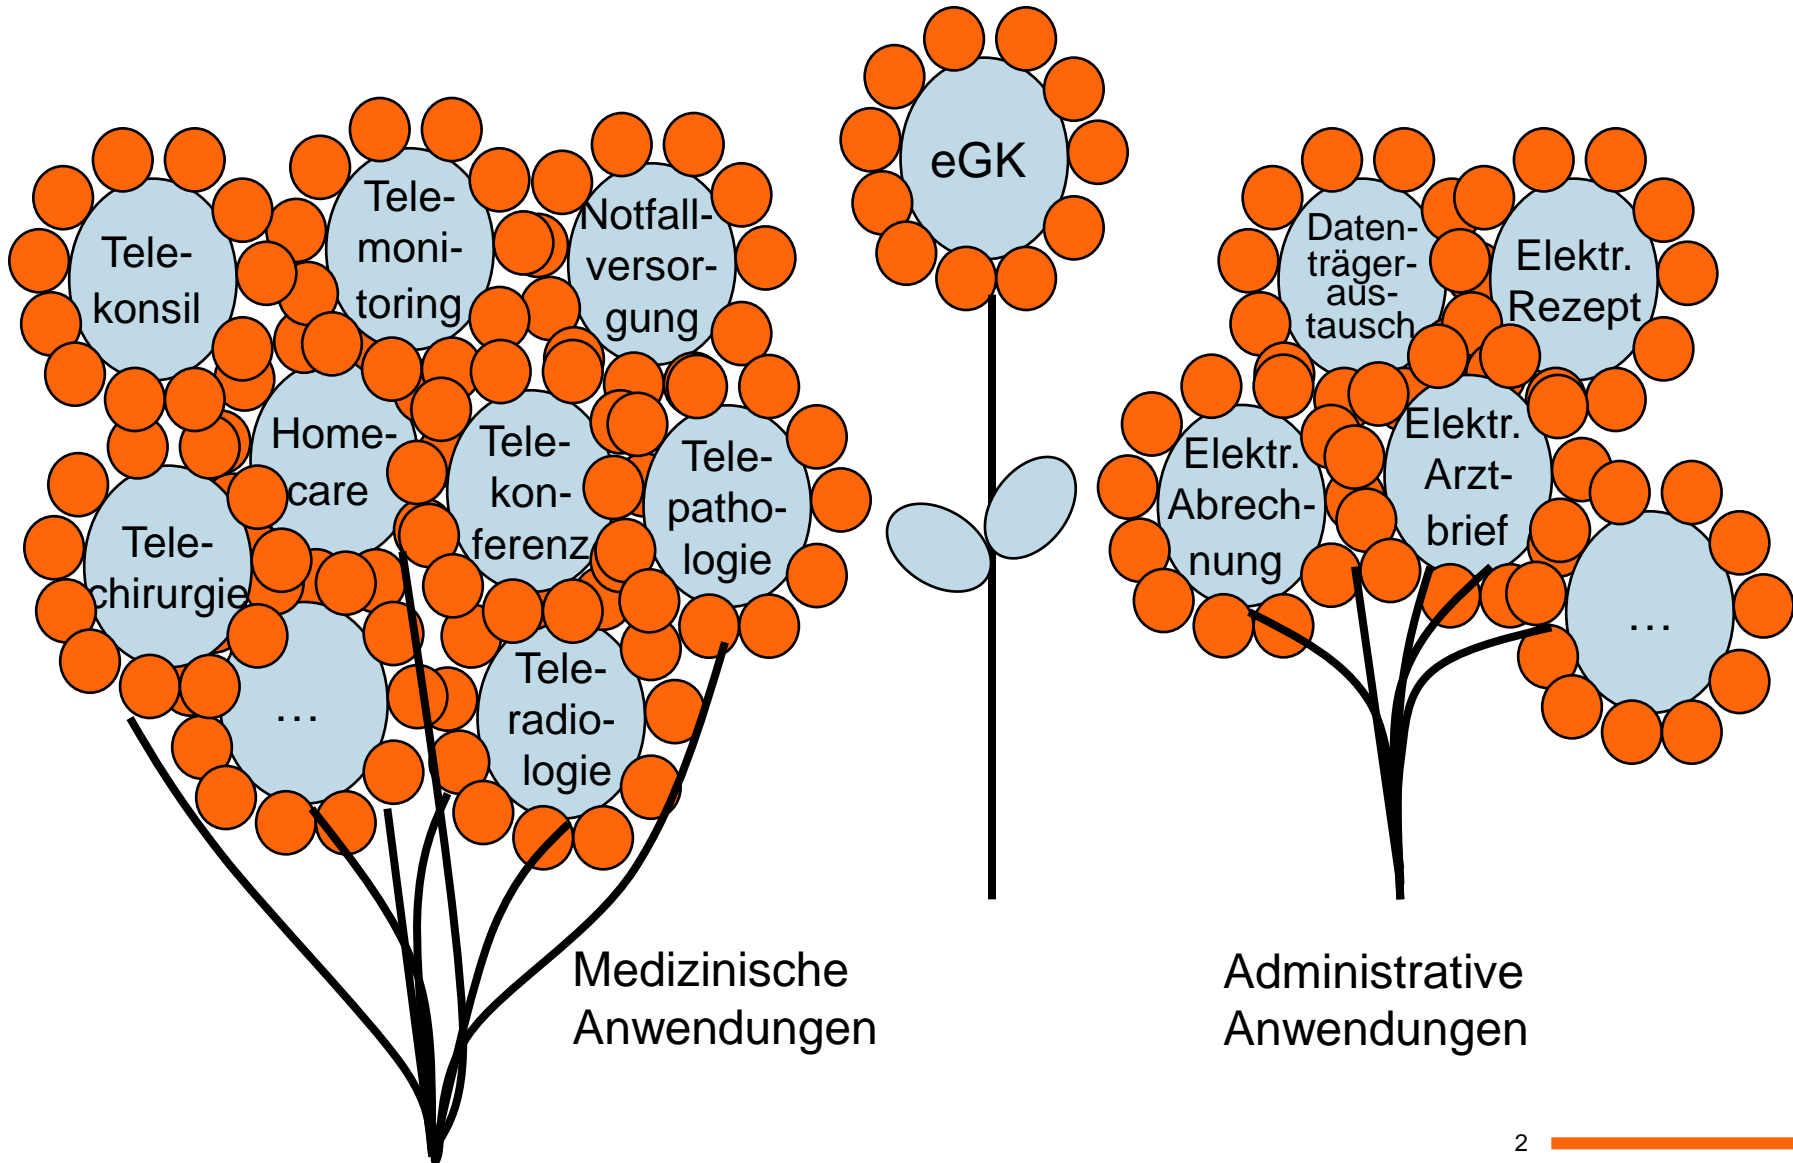 eGK
Tele-
konsil
Tele-
moni-
toring
Notfall-
versor-
gung
Home-
care
Tele-
kon-
ferenz
Tele-
patho-
logie
Tele-
chirurgie
...
Tele-
radio-
logie
Medizinische
Anwendungen
Daten-
träger-
aus-
tausch
Elektr.
Rezept
Elektr.
Abrech-
nung
Elektr.
Arzt-
brief
...
Administrative
Anwendungen
2